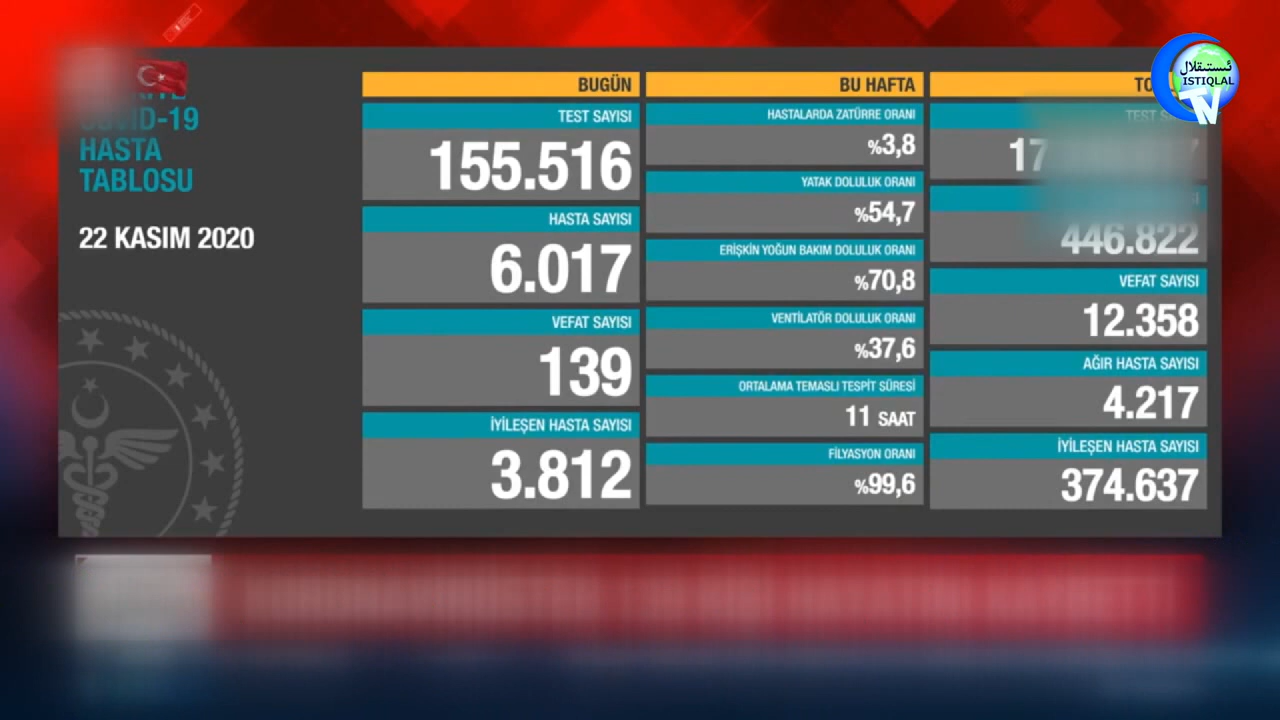 COVID-19
HASTA
TABLOSU
22 KASIM 2020
BUGÜN
TEST SAYISI
155.516
HASTA SAYISI
6.017
VEFAT SAYISI
139
İYİLEŞEN HASTA SAYISI
3.812
BU HAFTA
HASTALARDA ZATÜRRE ORANI
%3,8
YATAK DOLULUK ORANI
%54,7
ERİŞKİN YOĞUN BAKIM DOLULUK ORANI
%70,8
VENTİLATÖR DOLULUK ORANI
%37,6
ORTALAMA TEMASLI TESPİT SÜRESİ
11 SAAT
FİLYASYON ORANI
%99,6
TEST
446.822
VEFAT SAYISI
12.358
AĞIR HASTA SAYISI
4.217
İYİLEŞEN HASTA SAYISI
374.637
ئىستىقلال
ISTIQLAL
TV